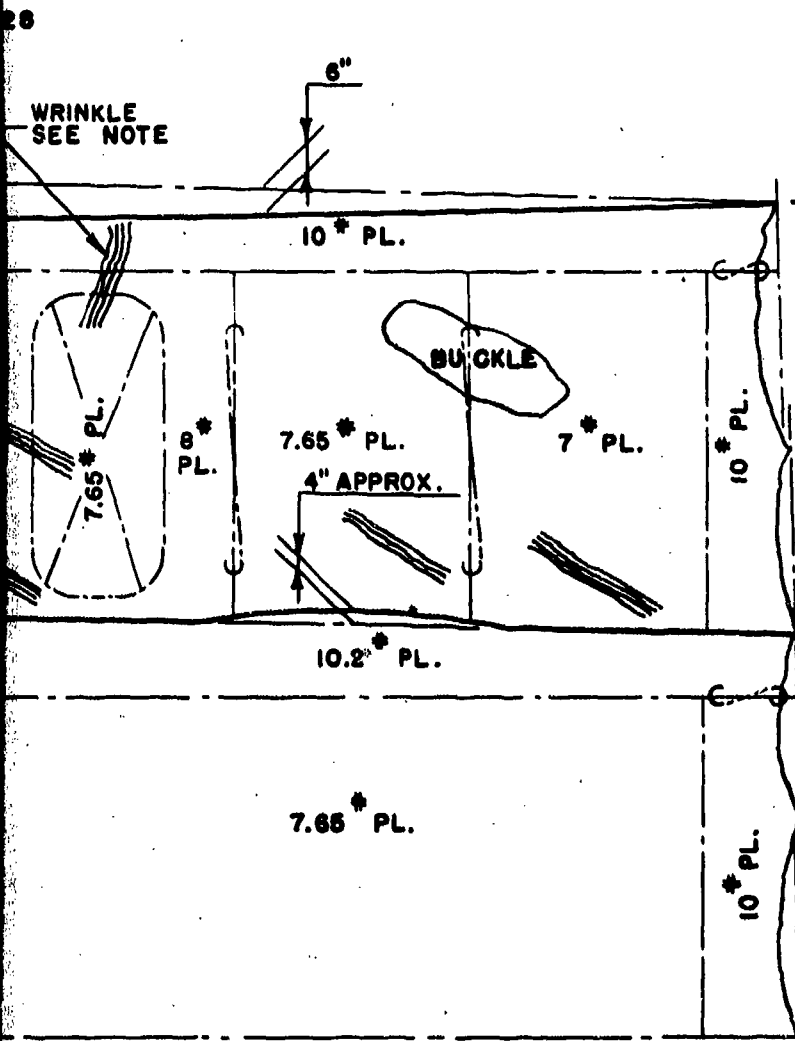 28
6"
WRINKLE
SEE NOTE
10# PL.
BUCKLE
8#
PL.
7.65# PL.
7# PL.
10# PL.
7.65# PL.
4" APPROX.
10.2# PL.
7.65# PL.
10# PL.